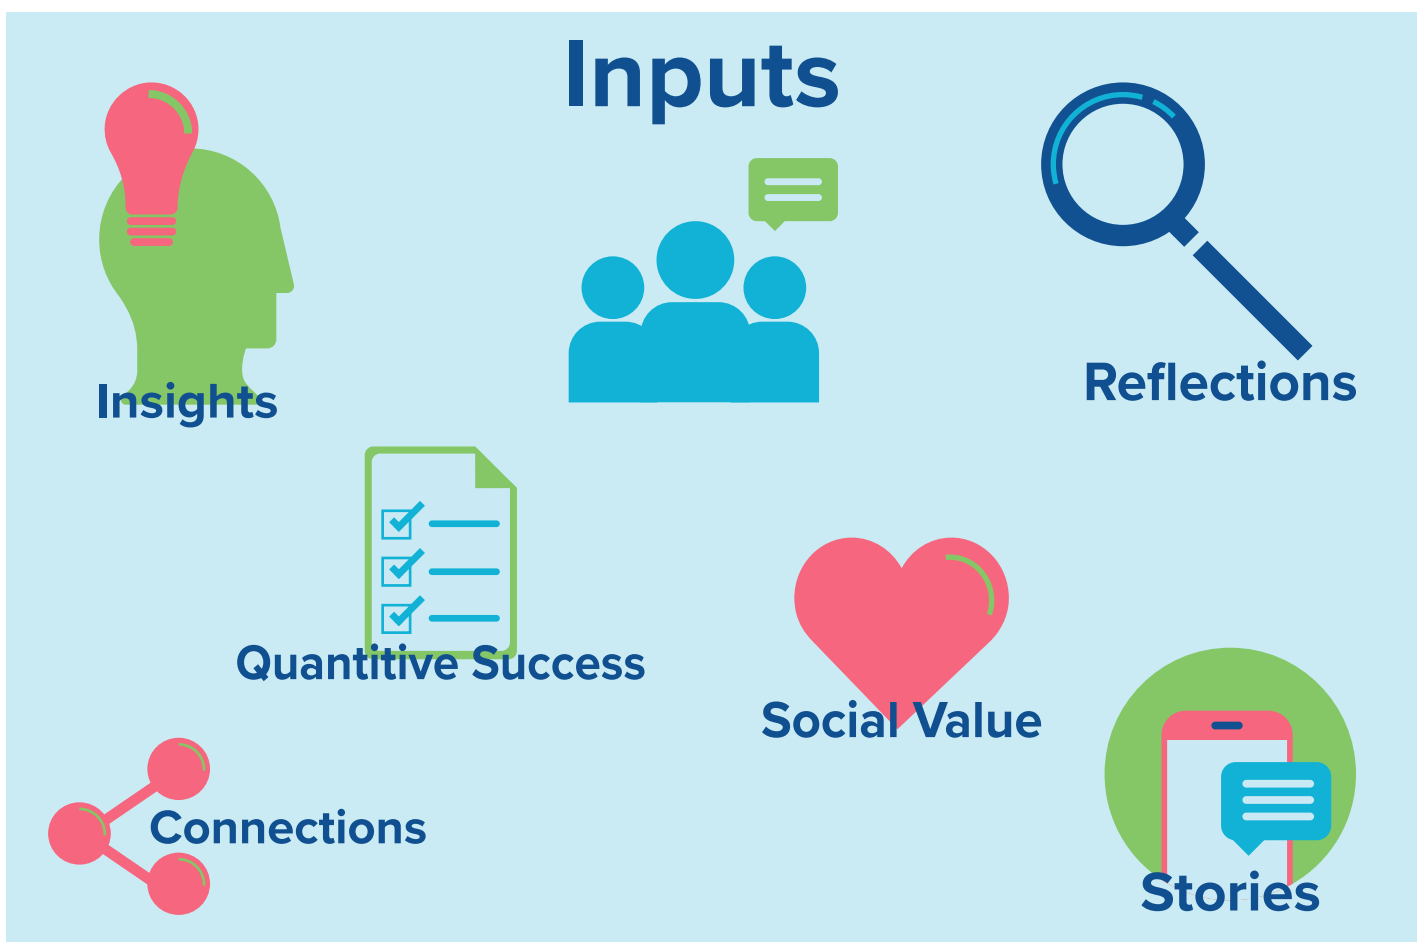 Inputs
Insights
Reflections
Quantitive Success
Social Value
Connections
Stories